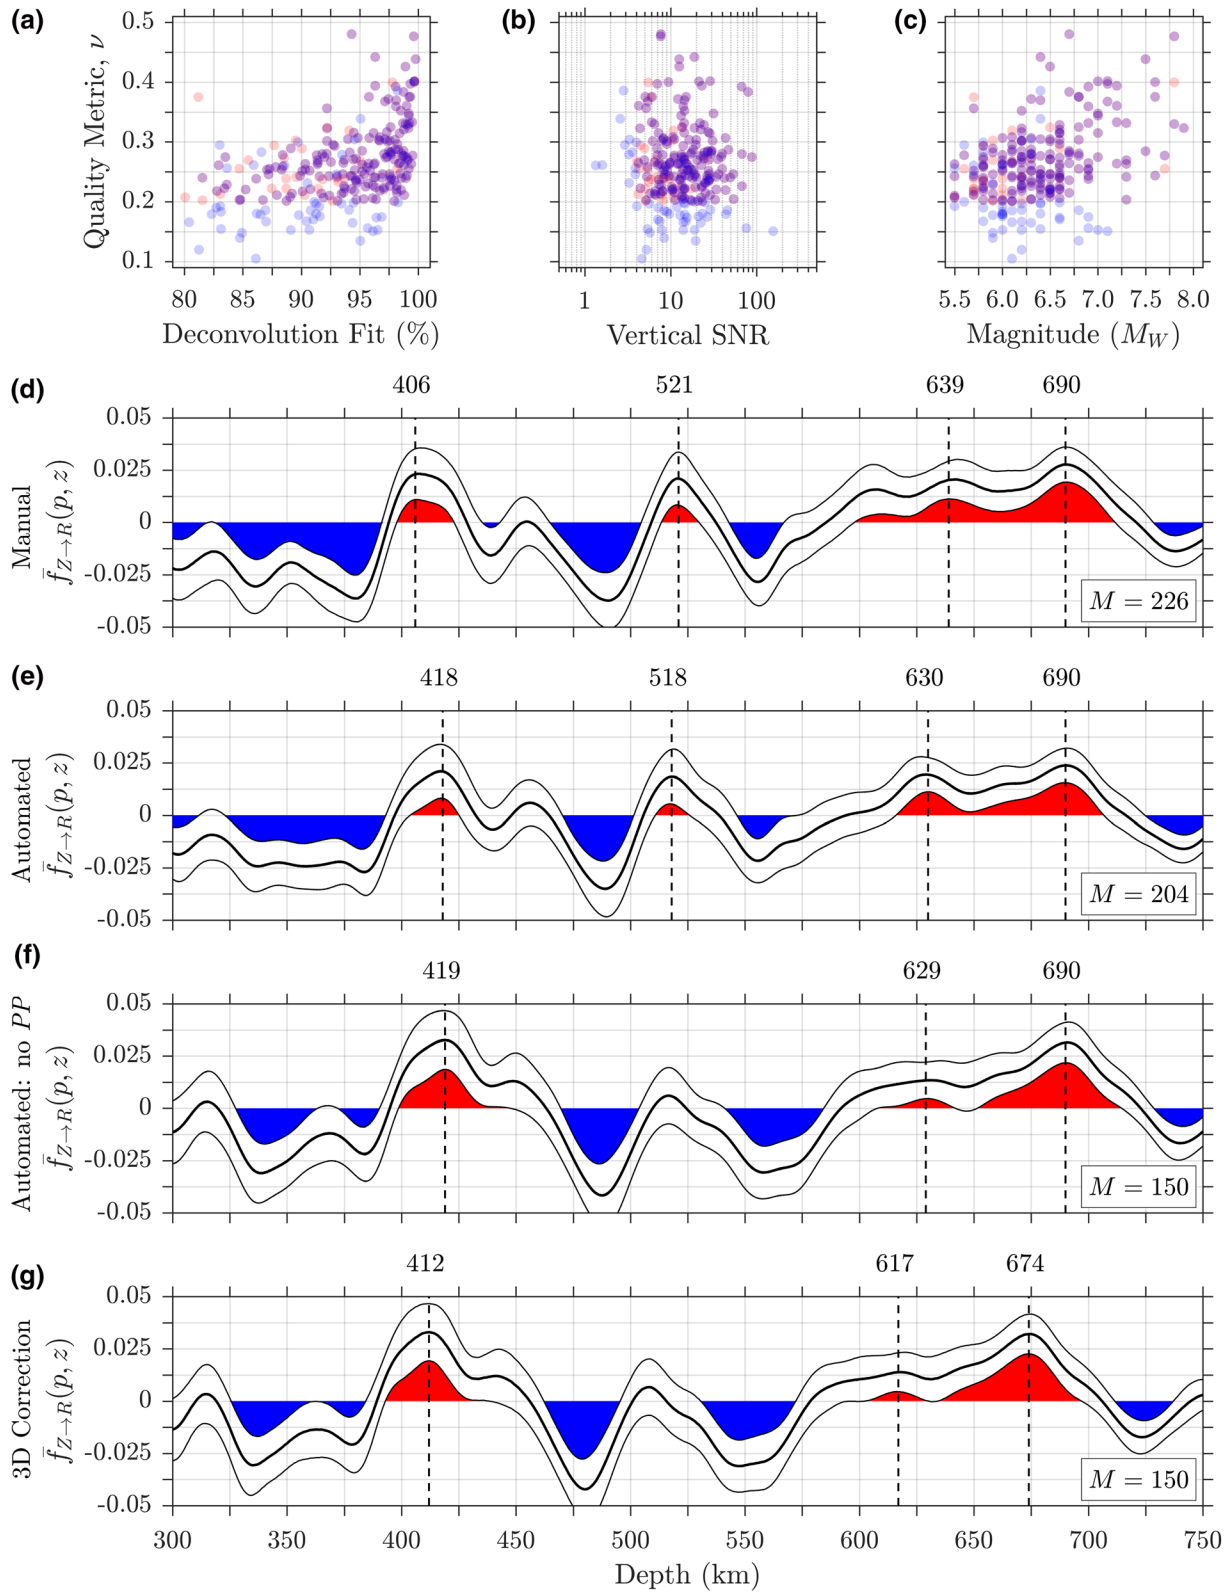 (a) (b) (c)
Quality Metric, ν
0.5
0.4
0.3
0.2
0.1
80 85 90 95 100
Deconvolution Fit (%)
1 10 100
Vertical SNR
5.5 6.0 6.5 7.0 7.5 8.0
Magnitude (M_W)
(d)
406 521 639 690
Manual
f̄_{Z→R}(p, z)
0.05
0.025
0
-0.025
-0.05
M = 226
(e)
418 518 630 690
Automated
f̄_{Z→R}(p, z)
0.05
0.025
0
-0.025
-0.05
M = 204
(f)
419 629 690
Automated: no PP
f̄_{Z→R}(p, z)
0.05
0.025
0
-0.025
-0.05
M = 150
(g)
412 617 674
3D Correction
f̄_{Z→R}(p, z)
0.05
0.025
0
-0.025
-0.05
M = 150
300 350 400 450 500 550 600 650 700 750
Depth (km)